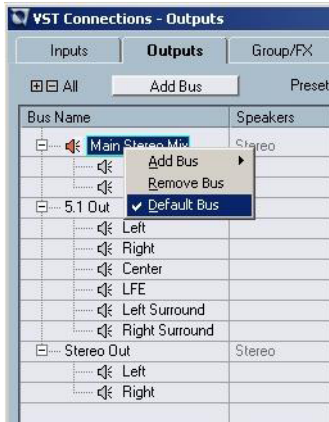 VST Connections - Outputs
Inputs Outputs Group/FX
All Add Bus Preset
Bus Name Speakers
Main Stereo Mix Stereo
Add Bus
Remove Bus
Default Bus
5.1 Out
Left
Right
Center
LFE
Left Surround
Right Surround
Stereo Out Stereo
Left
Right